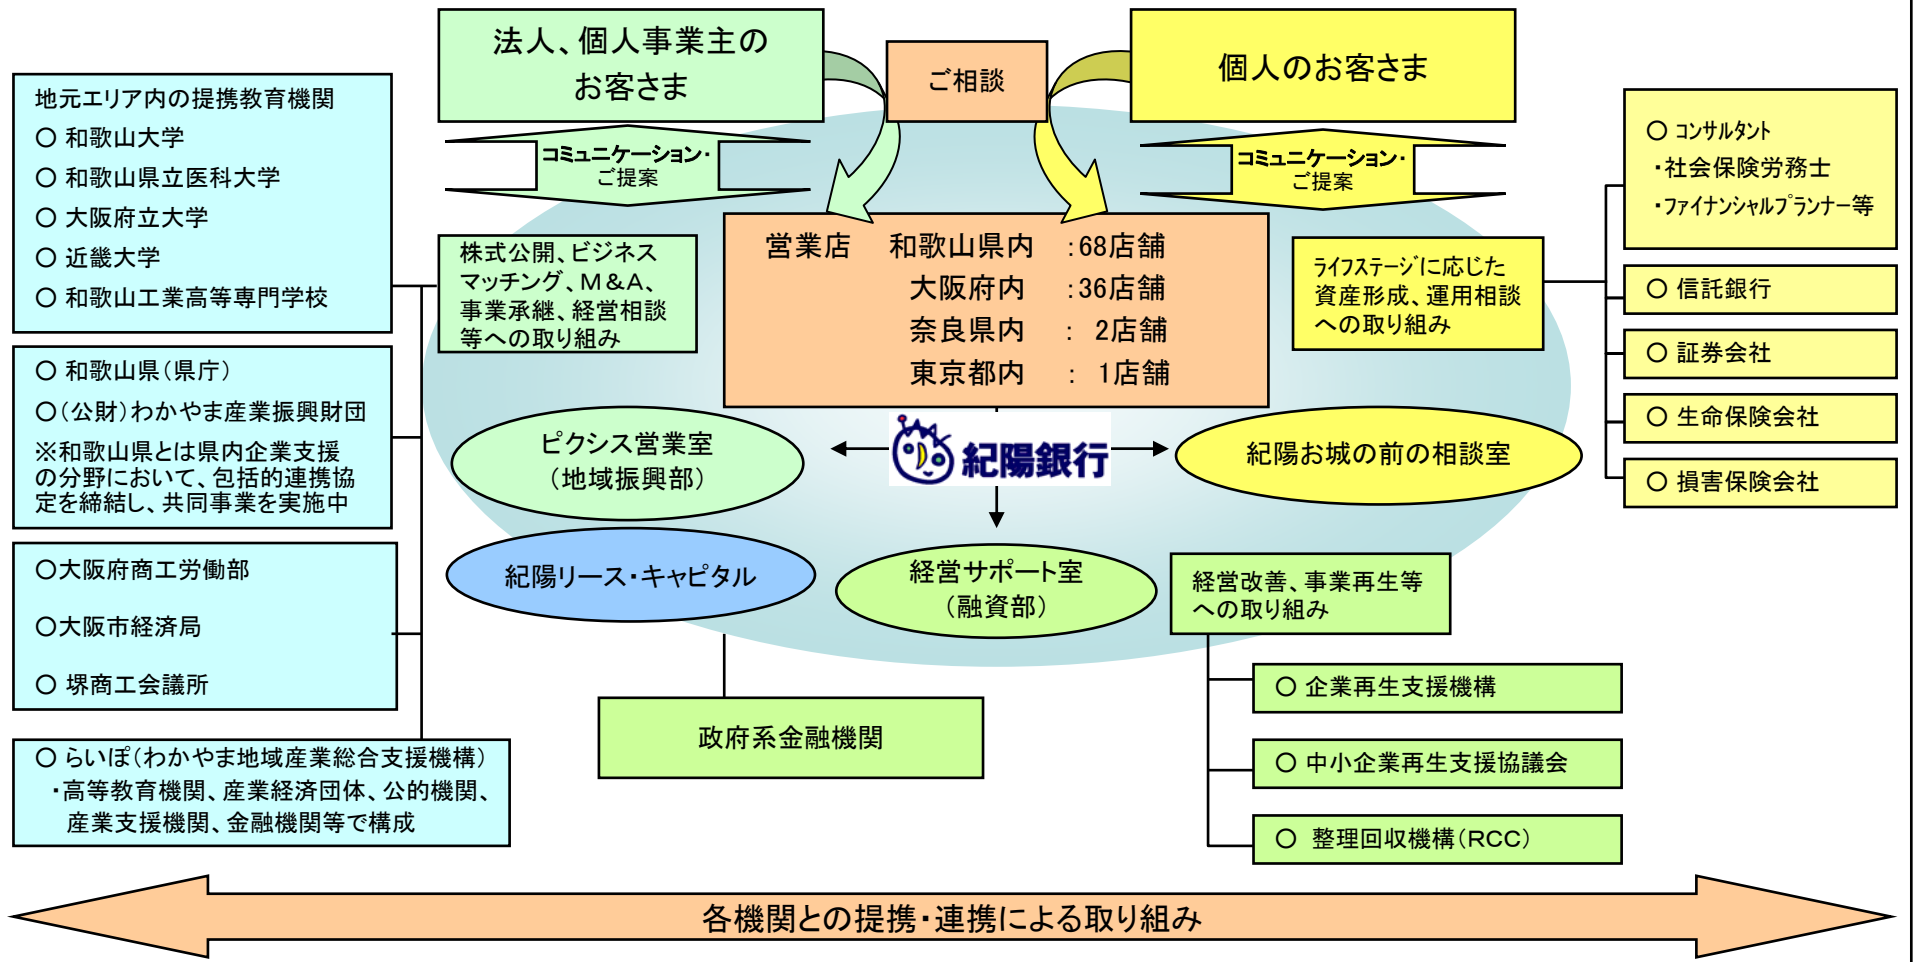 法人、個人事業主の
お客さま
ご相談
個人のお客さま
コミュニケーション・
ご提案
コミュニケーション・
ご提案
地元エリア内の提携教育機関
○ 和歌山大学
○ 和歌山県立医科大学
○ 大阪府立大学
○ 近畿大学
○ 和歌山工業高等専門学校
○ 和歌山県(県庁)
○(公財)わかやま産業振興財団
※和歌山県とは県内企業支援
の分野において、包括的連携協
定を締結し、共同事業を実施中
○大阪府商工労働部
○大阪市経済局
○ 堺商工会議所
○ らいぽ(わかやま地域産業総合支援機構)
・高等教育機関、産業経済団体、公的機関、
産業支援機関、金融機関等で構成
株式公開、ビジネス
マッチング、M&A、
事業承継、経営相談
等への取り組み
営業店 和歌山県内 :68店舗
大阪府内 :36店舗
奈良県内 : 2店舗
東京都内 : 1店舗
ライフステージに応じた
資産形成、運用相談
への取り組み
○ コンサルタント
・社会保険労務士
・ファイナンシャルプランナー等
○ 信託銀行
○ 証券会社
○ 生命保険会社
○ 損害保険会社
ピクシス営業室
(地域振興部)
紀陽銀行
紀陽お城の前の相談室
紀陽リース・キャピタル
経営サポート室
(融資部)
経営改善、事業再生等
への取り組み
政府系金融機関
○ 企業再生支援機構
○ 中小企業再生支援協議会
○ 整理回収機構(RCC)
各機関との提携・連携による取り組み